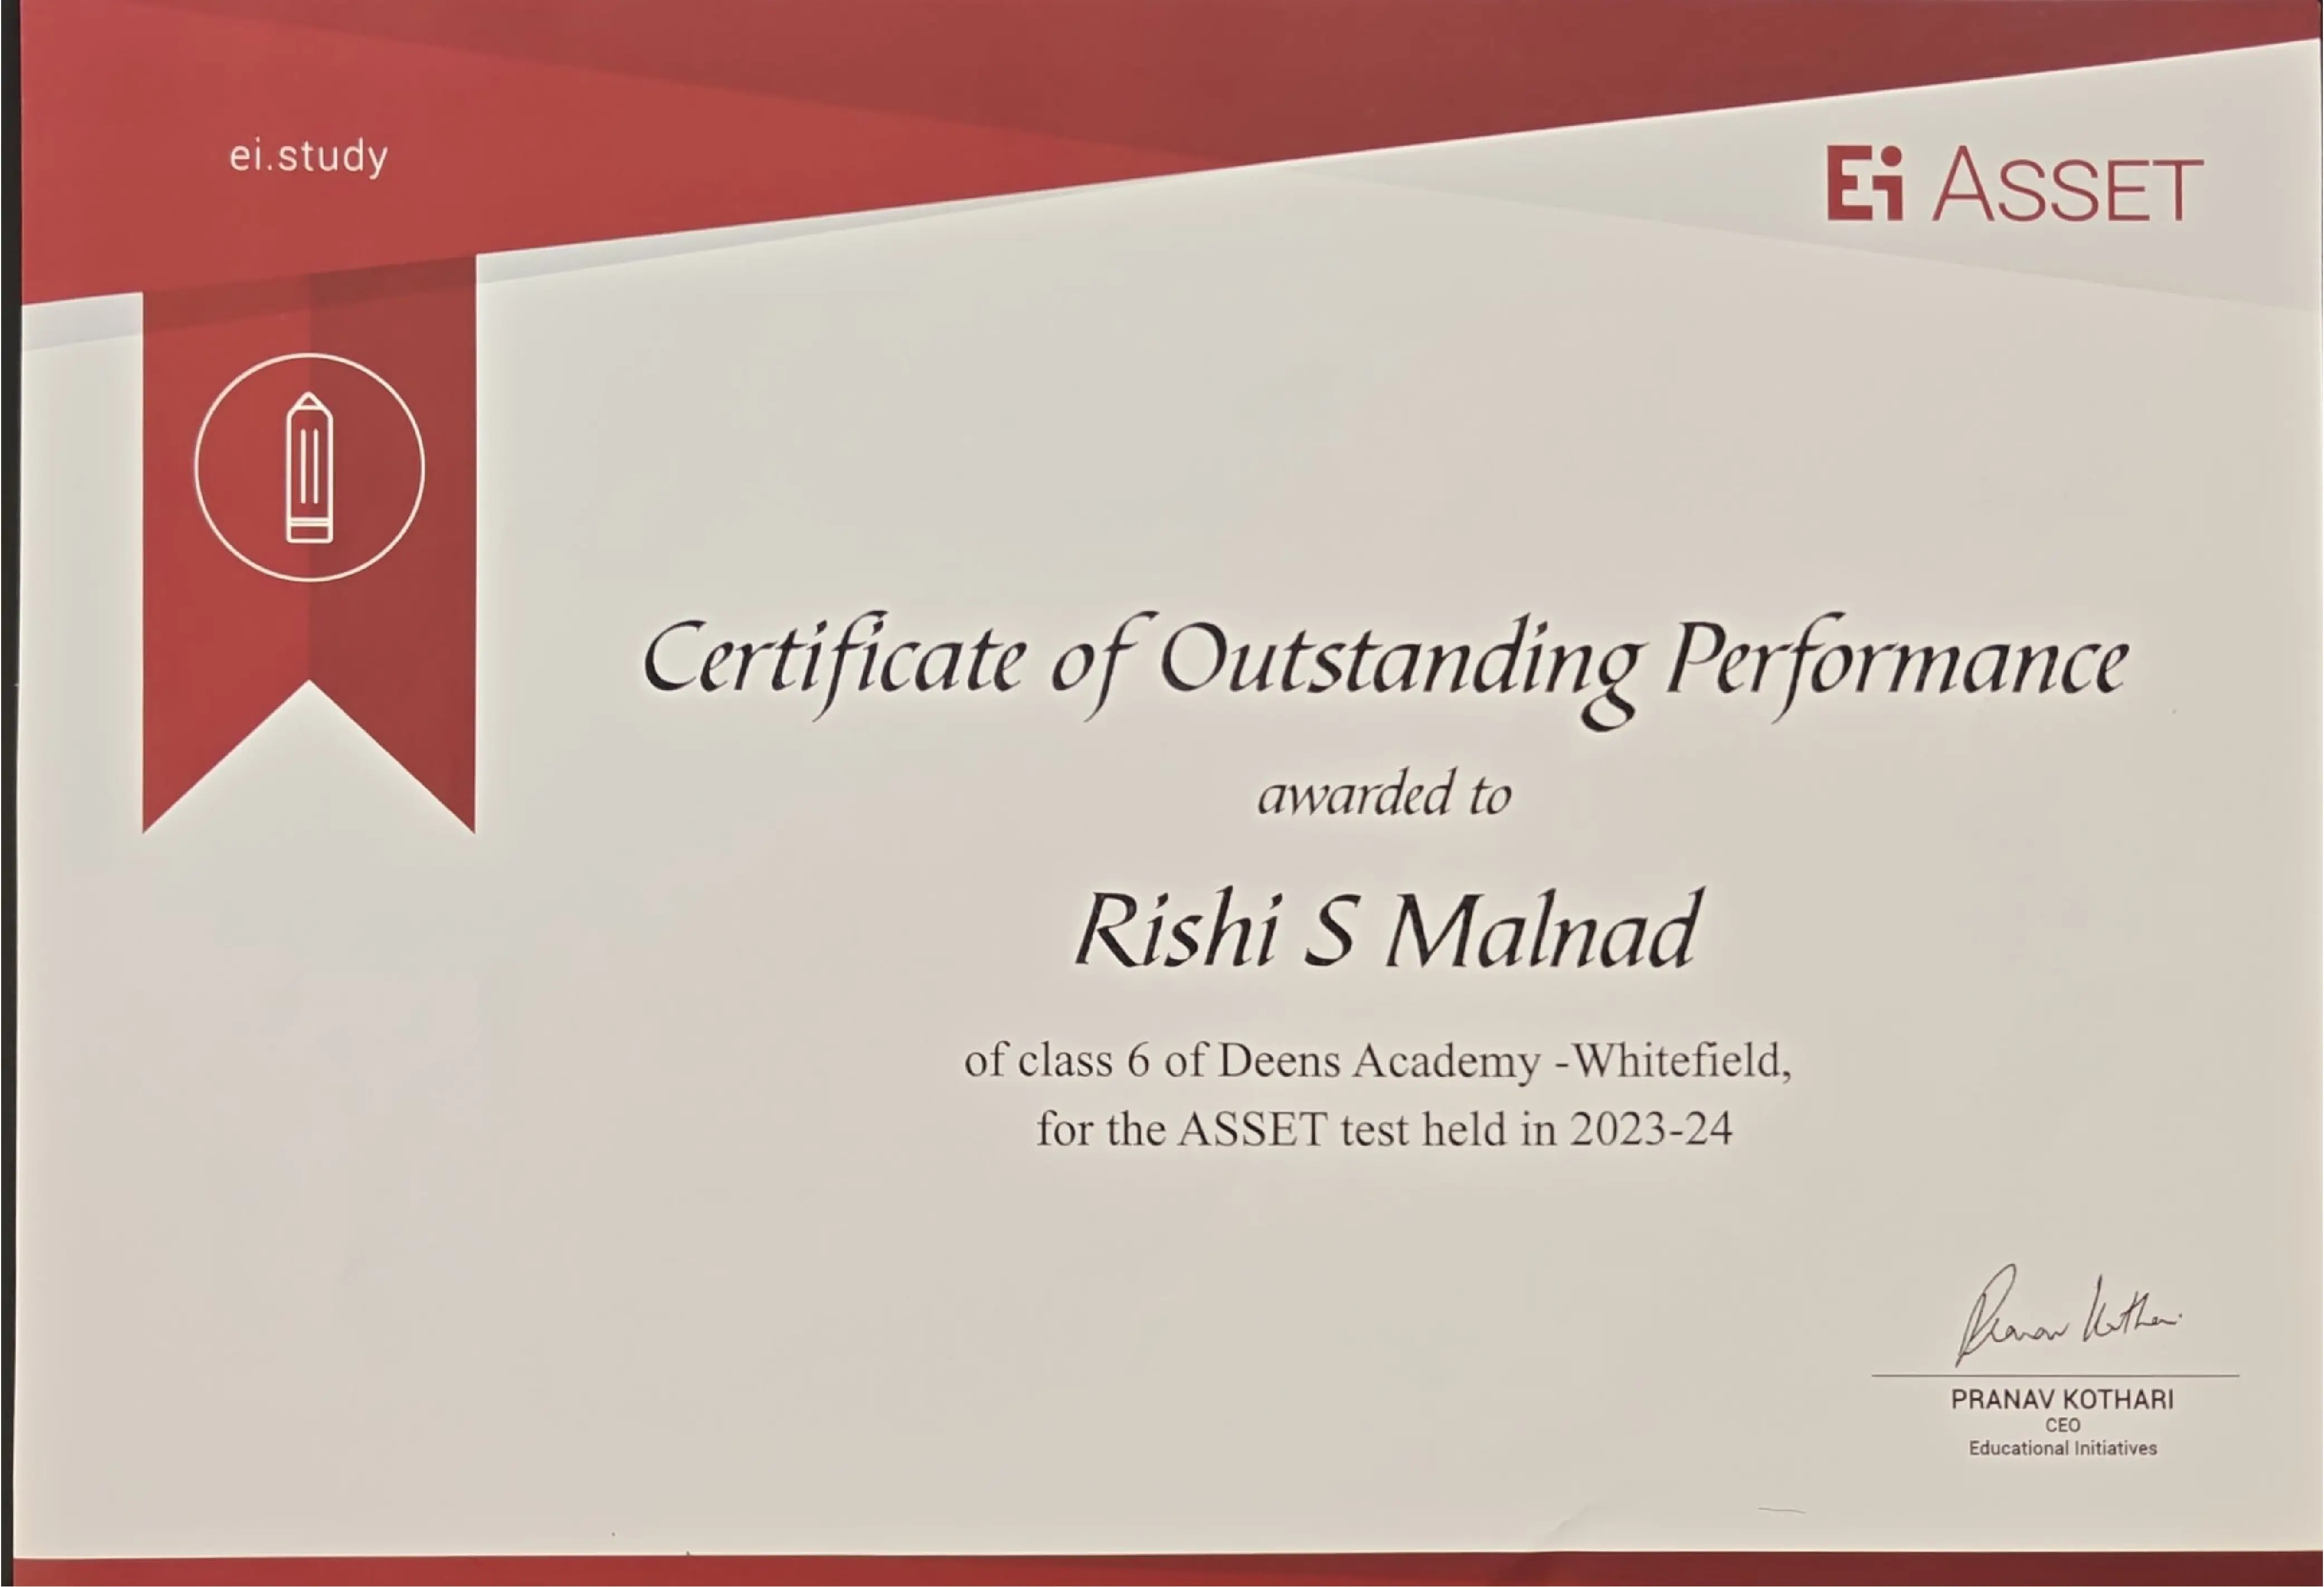 ei.study
Ei ASSET
Certificate of Outstanding Performance
awarded to
Rishi S Malnad
of class 6 of Deens Academy -Whitefield,
for the ASSET test held in 2023-24
Pranav Kothari
PRANAV KOTHARI
CEO
Educational Initiatives